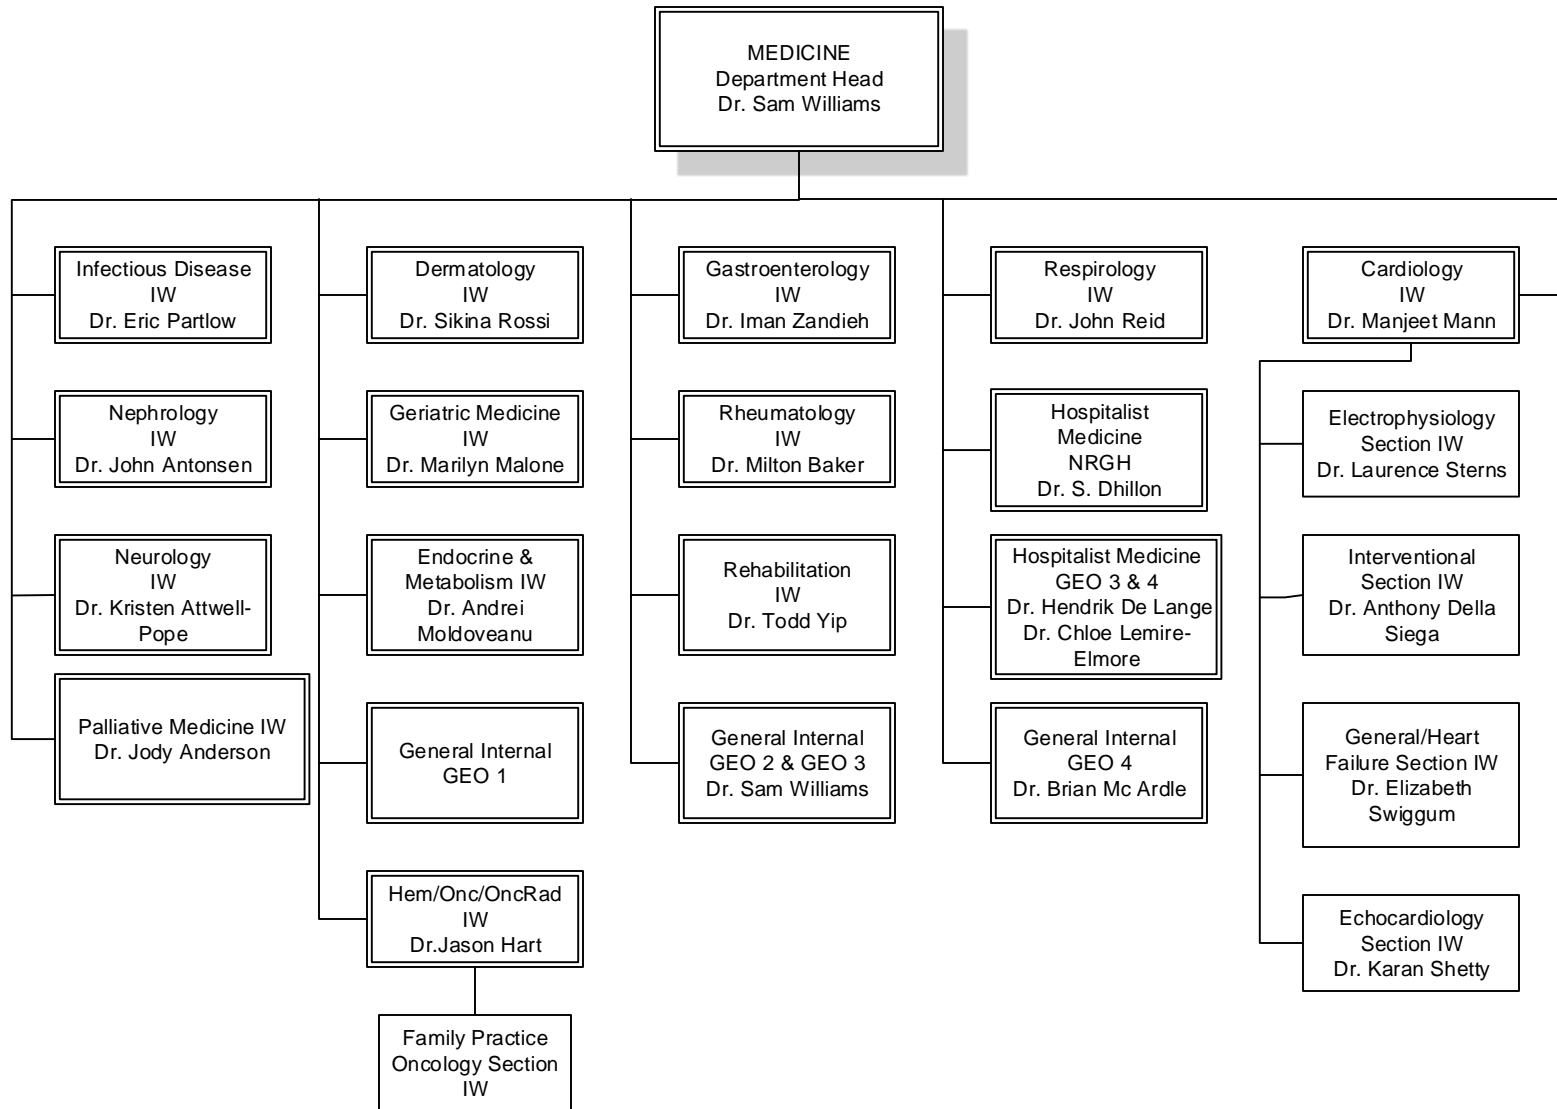 MEDICINE
Department Head
Dr. Sam Williams
Infectious Disease
IW
Dr. Eric Partlow
Nephrology
IW
Dr. John Antonsen
Neurology
IW
Dr. Kristen Attwell-
Pope
Palliative Medicine IW
Dr. Jody Anderson
Dermatology
IW
Dr. Sikina Rossi
Geriatric Medicine
IW
Dr. Marilyn Malone
Endocrine &
Metabolism IW
Dr. Andrei
Moldoveanu
General Internal
GEO 1
Hem/Onc/OncRad
IW
Dr.Jason Hart
Family Practice
Oncology Section
IW
Gastroenterology
IW
Dr. Iman Zandieh
Rheumatology
IW
Dr. Milton Baker
Rehabilitation
IW
Dr. Todd Yip
General Internal
GEO 2 & GEO 3
Dr. Sam Williams
Respirology
IW
Dr. John Reid
Hospitalist
Medicine
NRGH
Dr. S. Dhillon
Hospitalist Medicine
GEO 3 & 4
Dr. Hendrik De Lange
Dr. Chloe Lemire-
Elmore
General Internal
GEO 4
Dr. Brian Mc Ardle
Cardiology
IW
Dr. Manjeet Mann
Electrophysiology
Section IW
Dr. Laurence Sterns
Interventional
Section IW
Dr. Anthony Della
Siega
General/Heart
Failure Section IW
Dr. Elizabeth
Swiggum
Echocardiology
Section IW
Dr. Karan Shetty